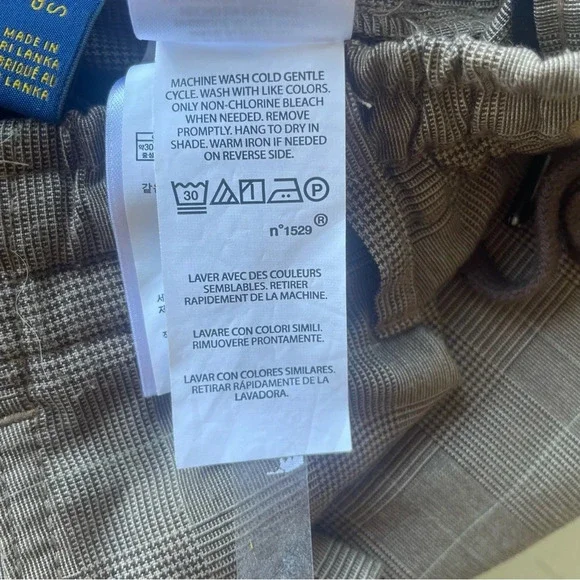 MADE IN
MACHINE WASH COLD GENTLE
CYCLE. WASH WITH LIKE COLORS.
ONLY NON-CHLORINE BLEACH
WHEN NEEDED. REMOVE
PROMPTLY. HANG TO DRY IN
SHADE. WARM IRON IF NEEDED
ON REVERSE SIDE.
30 P
n°1529 ®
LAVER AVEC DES COULEURS
SEMBLABLES. RETIRER
RAPIDEMENT DE LA MACHINE.
LAVARE CON COLORI SIMILI.
RIMUOVERE PRONTAMENTE.
LAVAR CON COLORES SIMILARES.
RETIRAR RÁPIDAMENTE DE LA
LAVADORA.